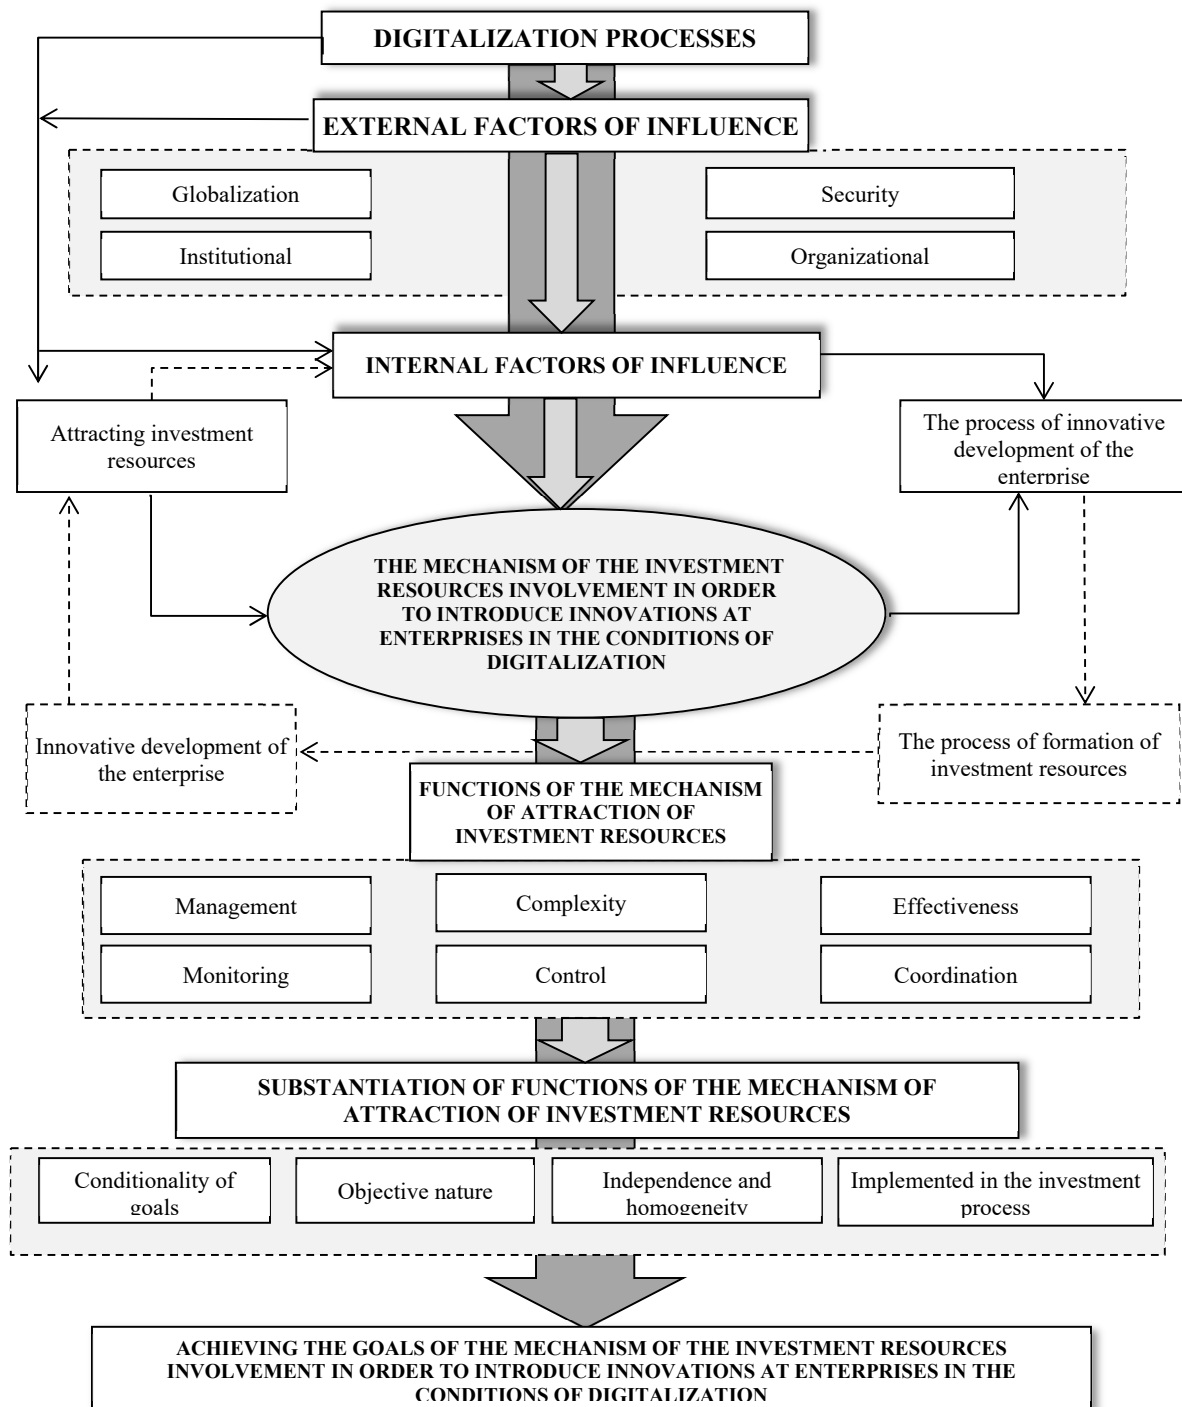 DIGITALIZATION PROCESSES
EXTERNAL FACTORS OF INFLUENCE
Globalization
Security
Institutional
Organizational
INTERNAL FACTORS OF INFLUENCE
Attracting investment
resources
The process of innovative
development of the
enterprise
THE MECHANISM OF THE INVESTMENT
RESOURCES INVOLVEMENT IN ORDER
TO INTRODUCE INNOVATIONS AT
ENTERPRISES IN THE CONDITIONS OF
DIGITALIZATION
Innovative development of
the enterprise
The process of formation of
investment resources
FUNCTIONS OF THE MECHANISM
OF ATTRACTION OF
INVESTMENT RESOURCES
Management
Complexity
Effectiveness
Monitoring
Control
Coordination
SUBSTANTIATION OF FUNCTIONS OF THE MECHANISM OF
ATTRACTION OF INVESTMENT RESOURCES
Conditionality of
goals
Objective nature
Independence and
homogeneity
Implemented in the investment
process
ACHIEVING THE GOALS OF THE MECHANISM OF THE INVESTMENT RESOURCES
INVOLVEMENT IN ORDER TO INTRODUCE INNOVATIONS AT ENTERPRISES IN THE
CONDITIONS OF DIGITALIZATION